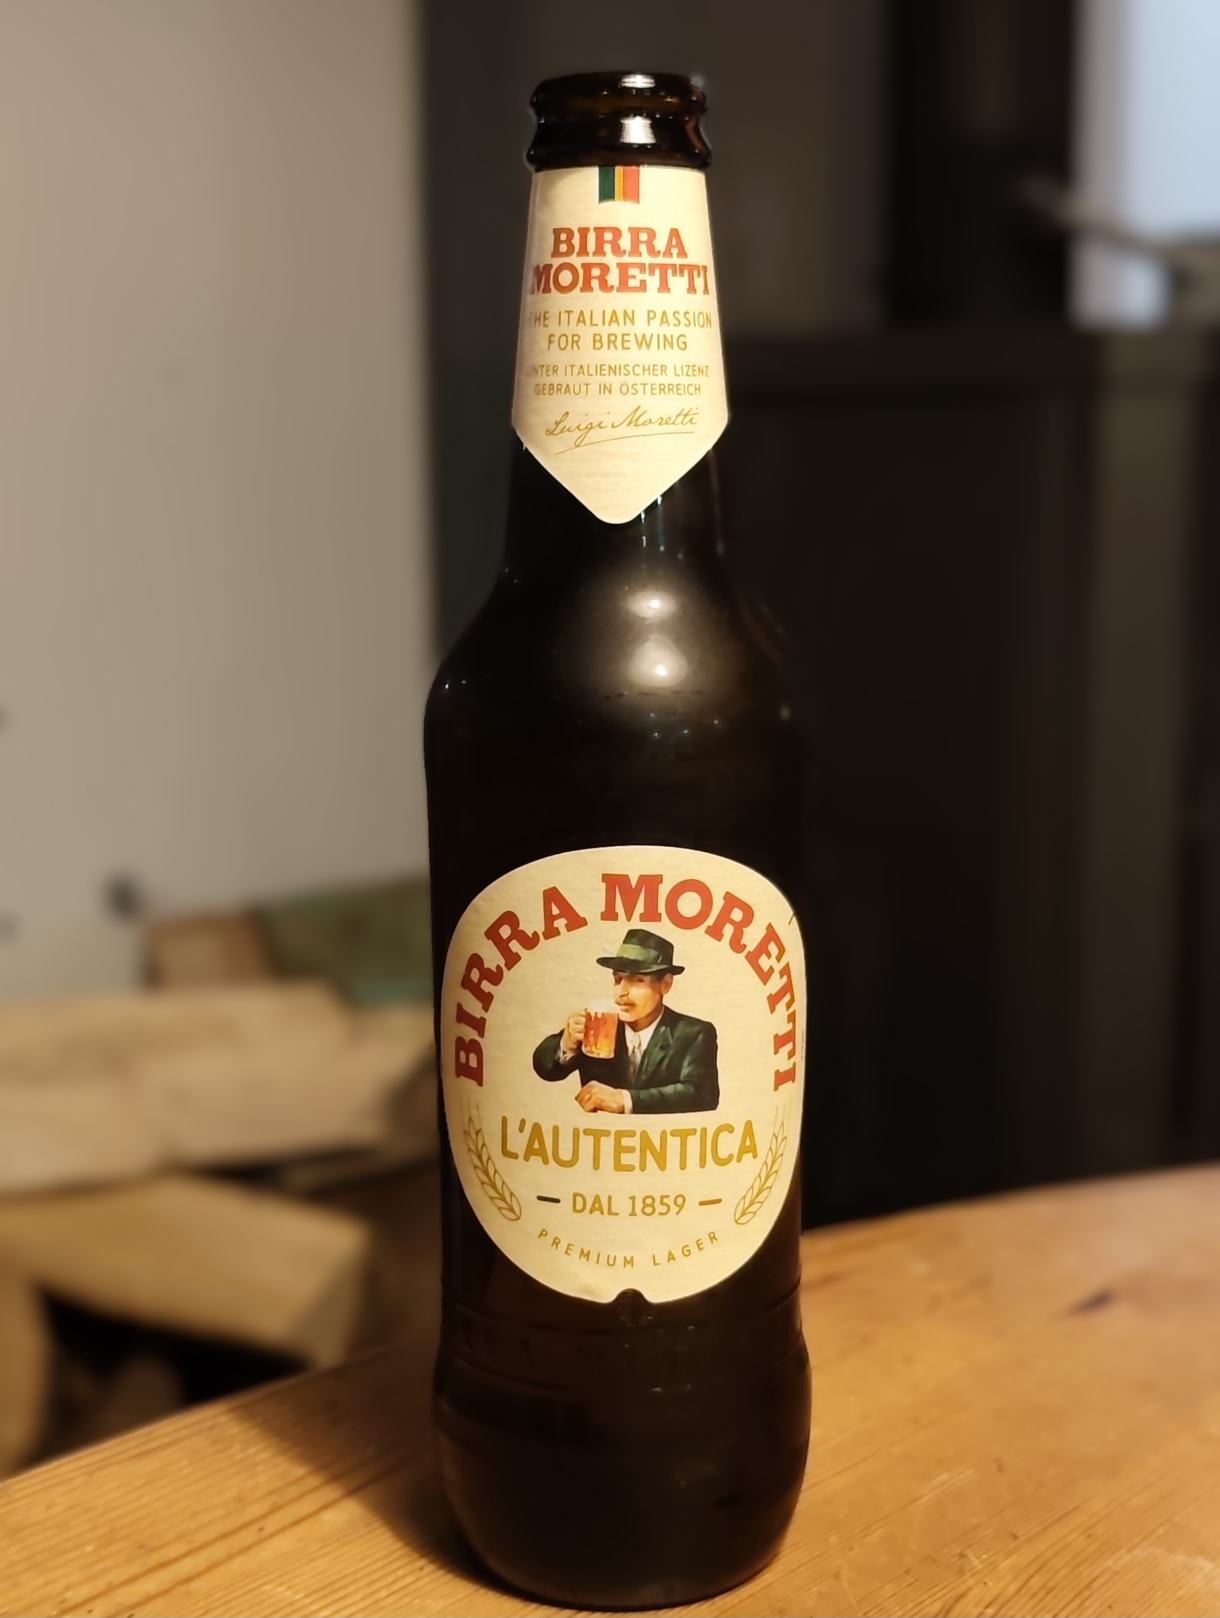 BIRRA
MORETTI
THE ITALIAN PASSION
FOR BREWING
UNTER ITALIENISCHER LIZENZ
GEBRAUT IN ÖSTERREICH
Luigi Moretti
BIRRA MORETTI
L'AUTENTICA
DAL 1859
PREMIUM LAGER